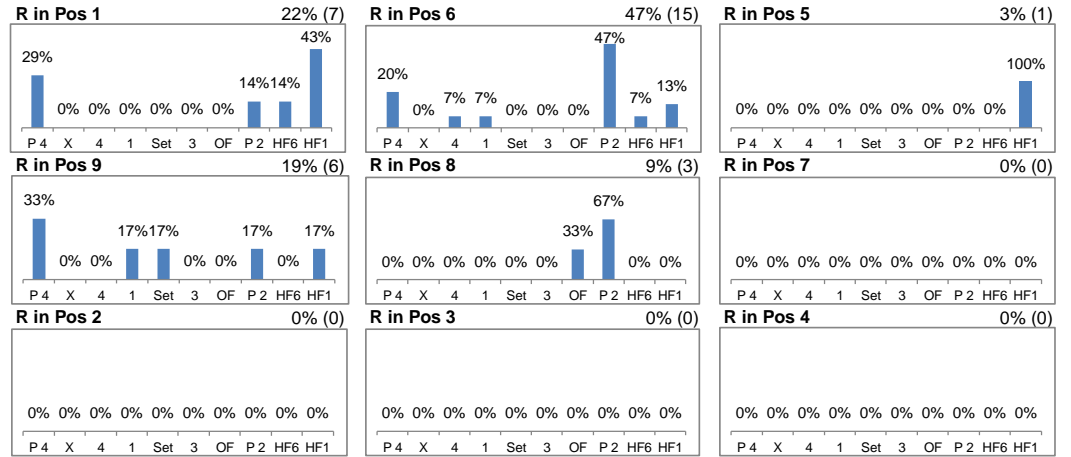 R in Pos 1 22% (7)
29% 0% 0% 0% 0% 0% 0% 14% 14% 43%
P 4 X 4 1 Set 3 OF P 2 HF6 HF1
R in Pos 6 47% (15)
20% 0% 7% 7% 0% 0% 0% 47% 7% 13%
P 4 X 4 1 Set 3 OF P 2 HF6 HF1
R in Pos 5 3% (1)
0% 0% 0% 0% 0% 0% 0% 0% 0% 100%
P 4 X 4 1 Set 3 OF P 2 HF6 HF1
R in Pos 9 19% (6)
33% 0% 0% 17% 17% 0% 0% 17% 0% 17%
P 4 X 4 1 Set 3 OF P 2 HF6 HF1
R in Pos 8 9% (3)
0% 0% 0% 0% 0% 0% 33% 67% 0% 0%
P 4 X 4 1 Set 3 OF P 2 HF6 HF1
R in Pos 7 0% (0)
0% 0% 0% 0% 0% 0% 0% 0% 0% 0%
P 4 X 4 1 Set 3 OF P 2 HF6 HF1
R in Pos 2 0% (0)
0% 0% 0% 0% 0% 0% 0% 0% 0% 0%
P 4 X 4 1 Set 3 OF P 2 HF6 HF1
R in Pos 3 0% (0)
0% 0% 0% 0% 0% 0% 0% 0% 0% 0%
P 4 X 4 1 Set 3 OF P 2 HF6 HF1
R in Pos 4 0% (0)
0% 0% 0% 0% 0% 0% 0% 0% 0% 0%
P 4 X 4 1 Set 3 OF P 2 HF6 HF1